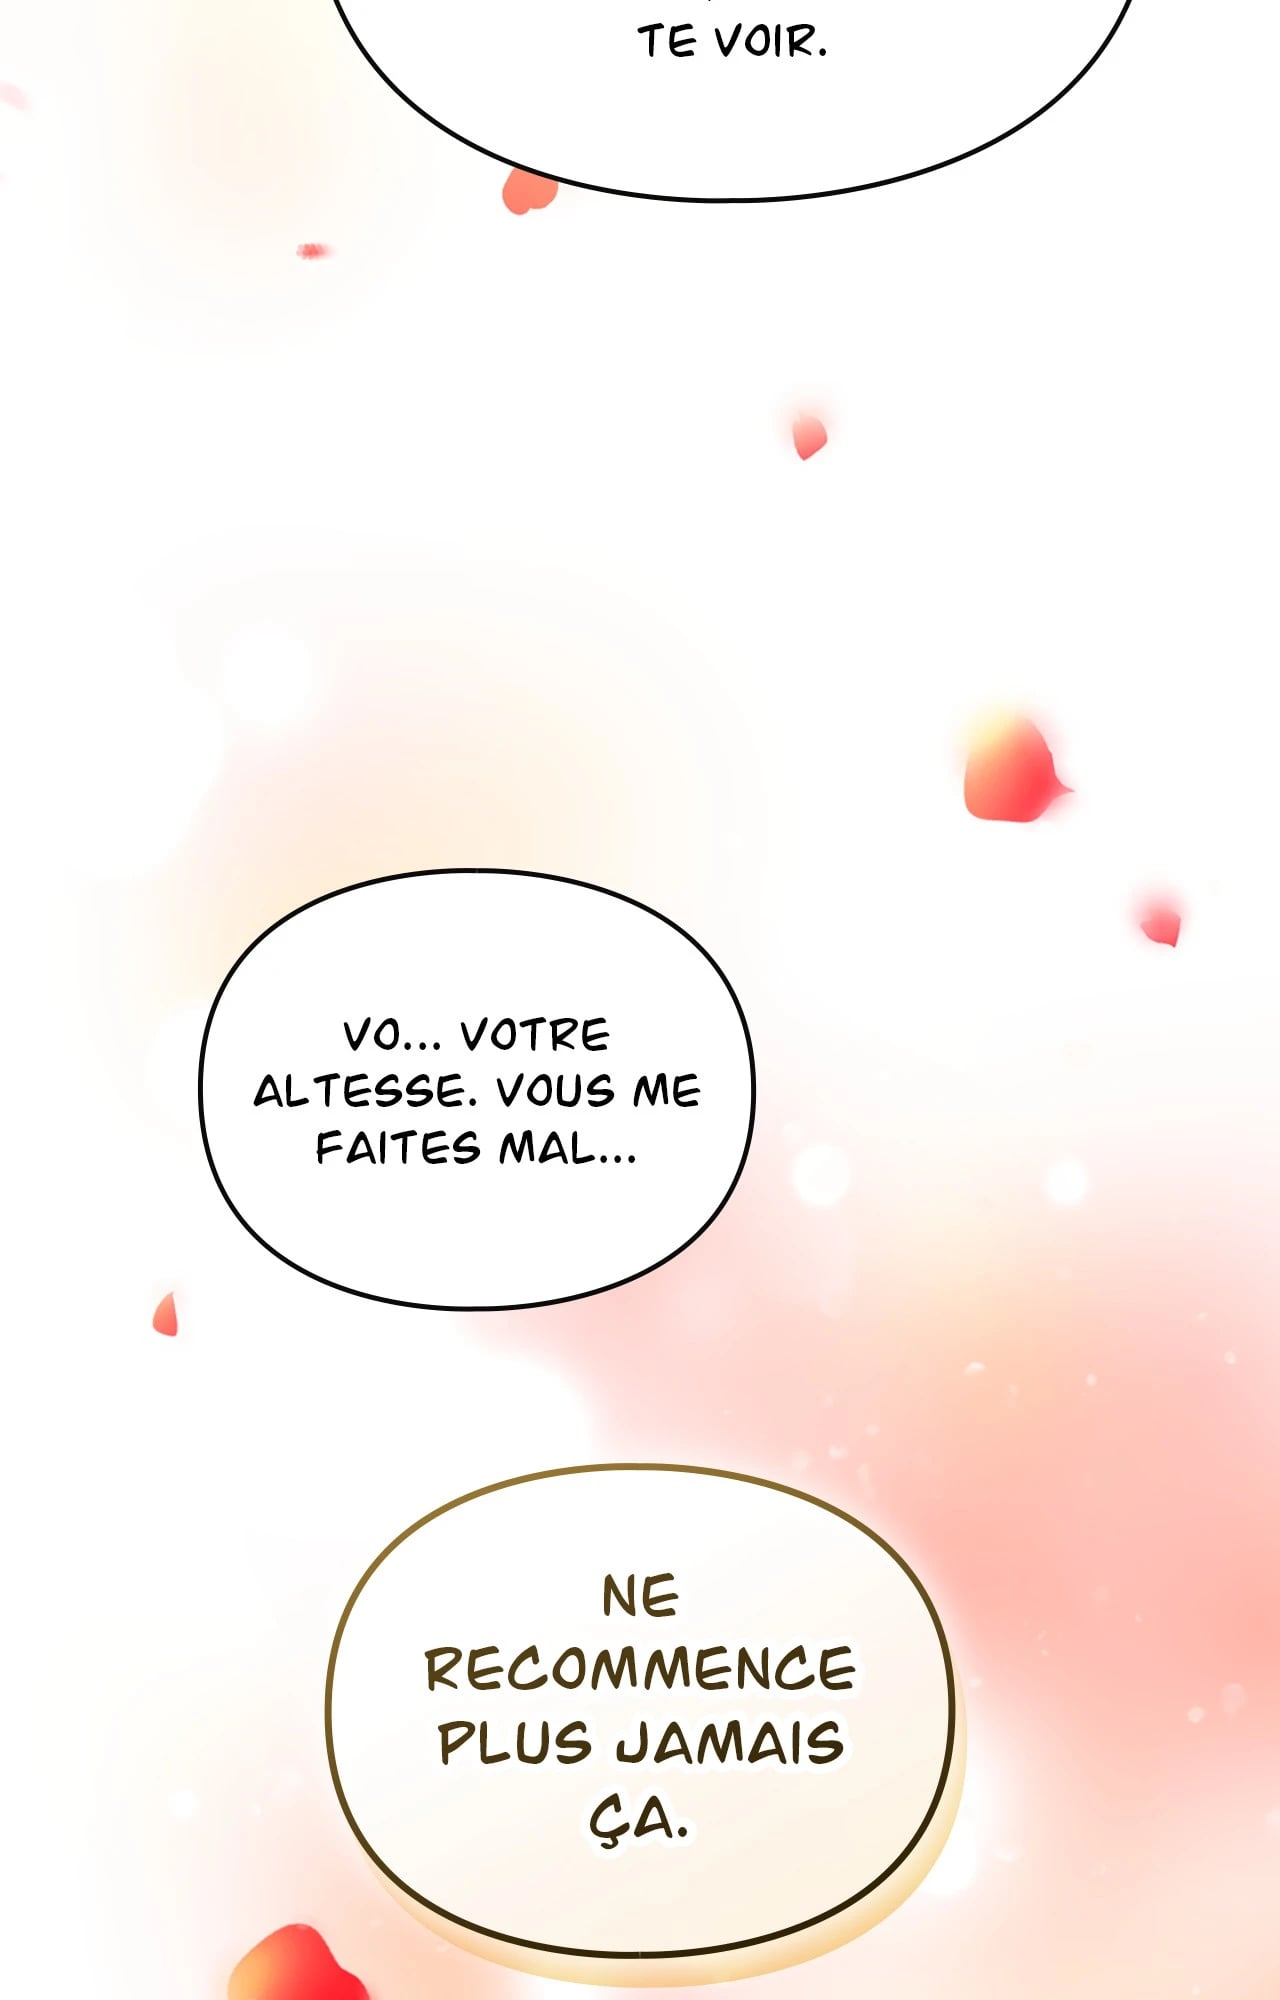 TE VOIR.
VO... VOTRE
ALTESSE. VOUS ME
FAITES MAL...
NE
RECOMMENCE
PLUS JAMAIS
ÇA.